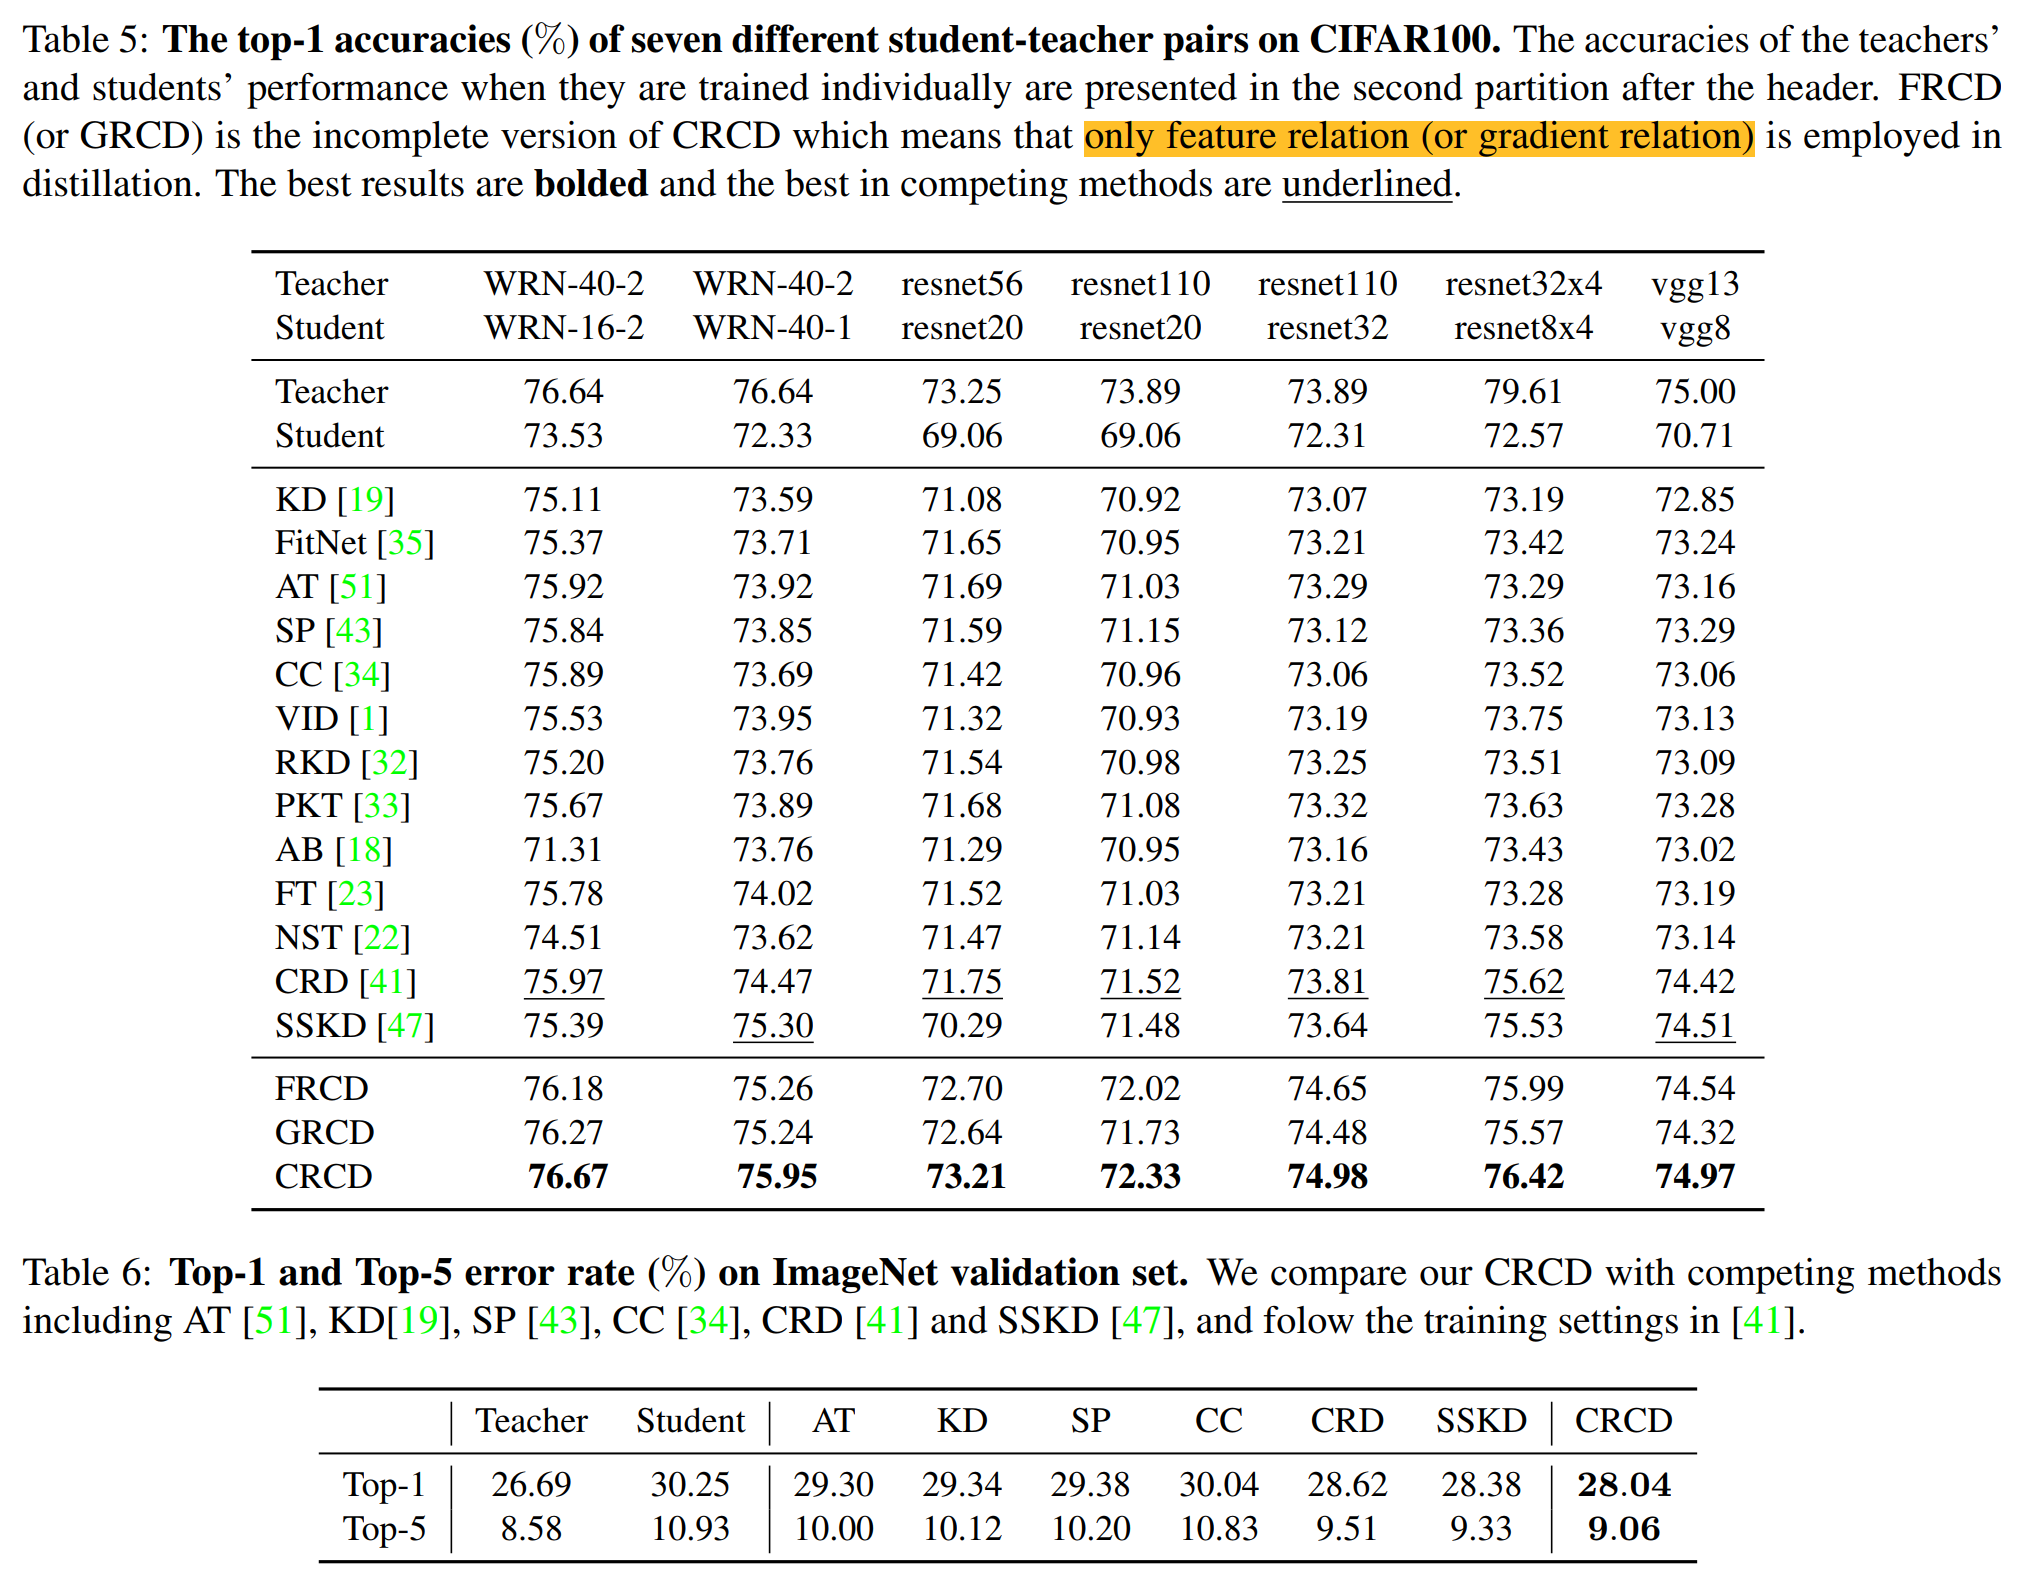 Table 5: The top-1 accuracies (%) of seven different student-teacher pairs on CIFAR100. The accuracies of the teachers’
and students’ performance when they are trained individually are presented in the second partition after the header. FRCD
(or GRCD) is the incomplete version of CRCD which means that only feature relation (or gradient relation) is employed in
distillation. The best results are bolded and the best in competing methods are underlined.
Teacher WRN-40-2 WRN-40-2 resnet56 resnet110 resnet110 resnet32x4 vgg13
Student WRN-16-2 WRN-40-1 resnet20 resnet20 resnet32 resnet8x4 vgg8
Teacher 76.64 76.64 73.25 73.89 73.89 79.61 75.00
Student 73.53 72.33 69.06 69.06 72.31 72.57 70.71
KD [19] 75.11 73.59 71.08 70.92 73.07 73.19 72.85
FitNet [35] 75.37 73.71 71.65 70.95 73.21 73.42 73.24
AT [51] 75.92 73.92 71.69 71.03 73.29 73.29 73.16
SP [43] 75.84 73.85 71.59 71.15 73.12 73.36 73.29
CC [34] 75.89 73.69 71.42 70.96 73.06 73.52 73.06
VID [1] 75.53 73.95 71.32 70.93 73.19 73.75 73.13
RKD [32] 75.20 73.76 71.54 70.98 73.25 73.51 73.09
PKT [33] 75.67 73.89 71.68 71.08 73.32 73.63 73.28
AB [18] 71.31 73.76 71.29 70.95 73.16 73.43 73.02
FT [23] 75.78 74.02 71.52 71.03 73.21 73.28 73.19
NST [22] 74.51 73.62 71.47 71.14 73.21 73.58 73.14
CRD [41] 75.97 74.47 71.75 71.52 73.81 75.62 74.42
SSKD [47] 75.39 75.30 70.29 71.48 73.64 75.53 74.51
FRCD 76.18 75.26 72.70 72.02 74.65 75.99 74.54
GRCD 76.27 75.24 72.64 71.73 74.48 75.57 74.32
CRCD 76.67 75.95 73.21 72.33 74.98 76.42 74.97
Table 6: Top-1 and Top-5 error rate (%) on ImageNet validation set. We compare our CRCD with competing methods
including AT [51], KD[19], SP [43], CC [34], CRD [41] and SSKD [47], and folow the training settings in [41].
Teacher Student AT KD SP CC CRD SSKD CRCD
Top-1 26.69 30.25 29.30 29.34 29.38 30.04 28.62 28.38 28.04
Top-5 8.58 10.93 10.00 10.12 10.20 10.83 9.51 9.33 9.06